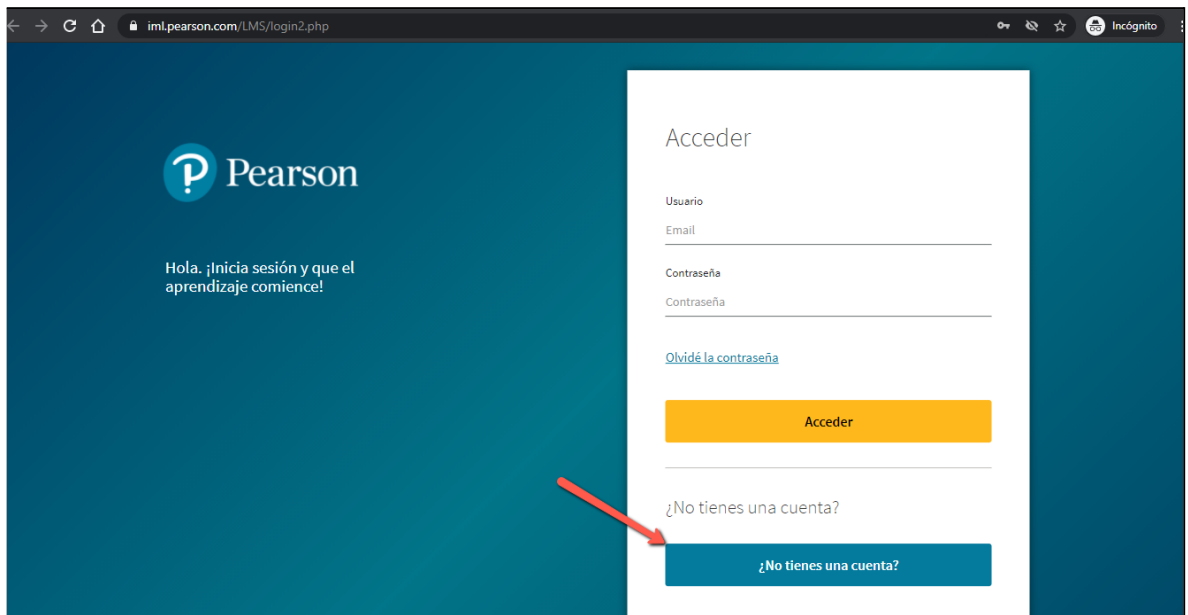 iml.pearson.com/LMS/login2.php
Incógnito
Pearson
Hola. ¡Inicia sesión y que el
aprendizaje comience!
Acceder
Usuario
Email
Contraseña
Contraseña
Olvidé la contraseña
Acceder
¿No tienes una cuenta?
¿No tienes una cuenta?